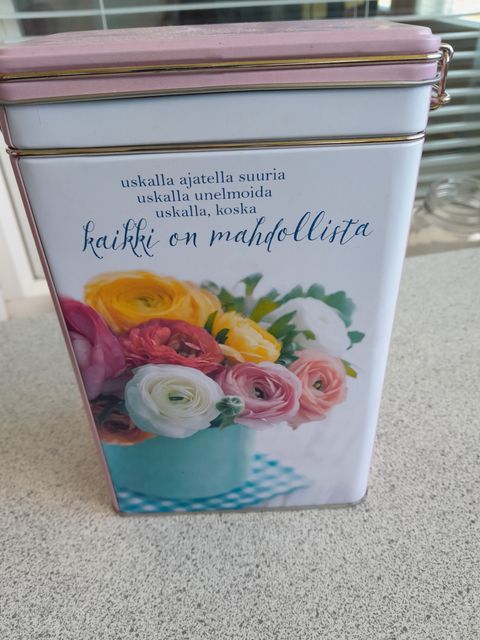 uskalla ajatella suuria
uskalla unelmoida
uskalla, koska
kaikki on mahdollista